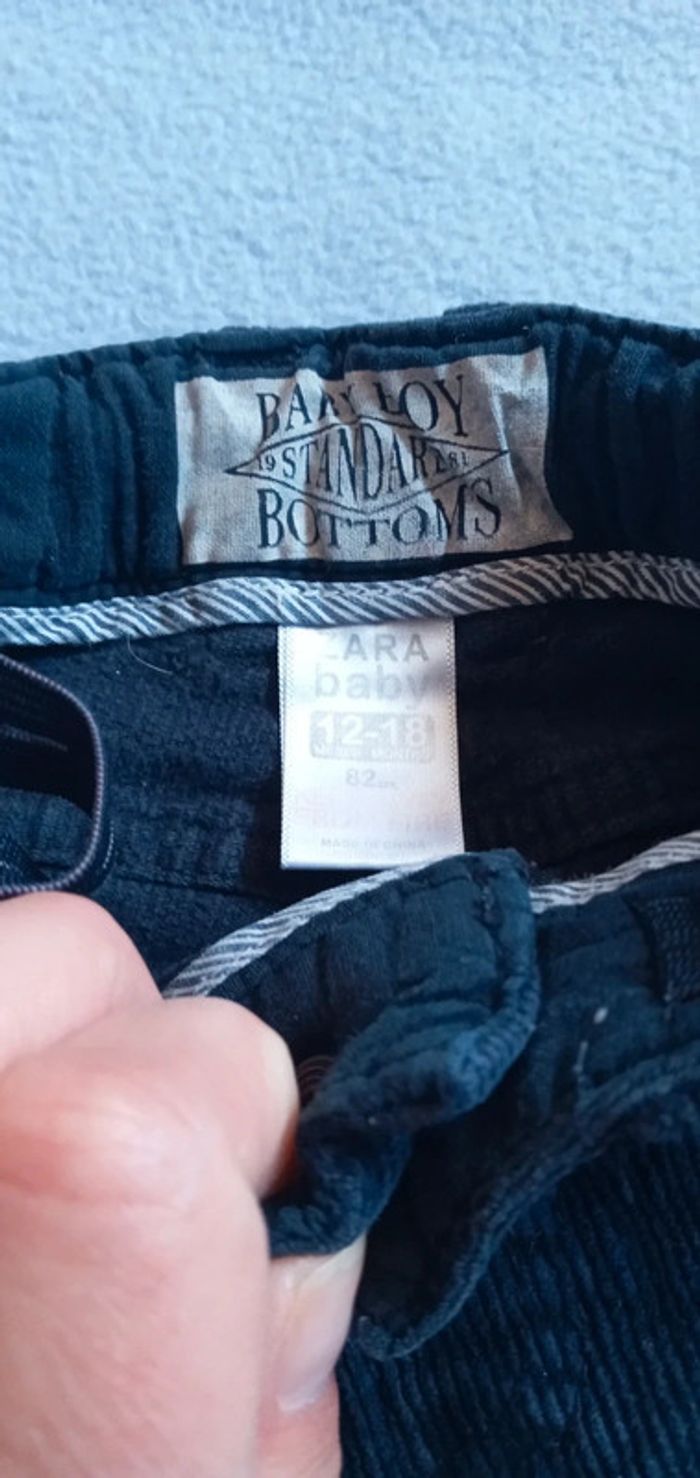 BABY BOY
19 STANDARD 81
BOTTOMS
ZARA
baby
12-18
82
MADE IN CHINA